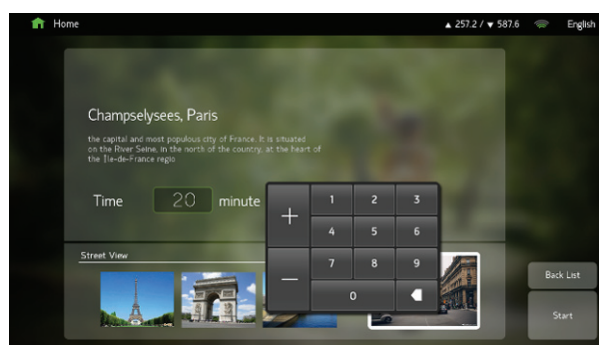 Home
▲ 257.2 / ▼ 587.6
English
Champselysees, Paris
the capital and most populous city of France. It is situated
on the River Seine, in the north of the country, at the heart of
the Île-de-France regio
Time 20 minute
+ 1 2 3
4 5 6
— 7 8 9
0
Street View
Back List
Start